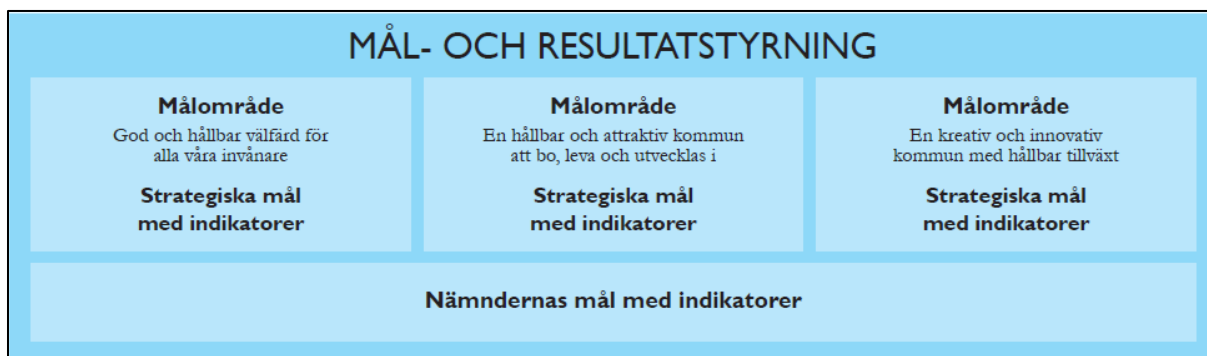 MÅL- OCH RESULTATSTYRNING
Målområde
God och hållbar välfärd för
alla våra invånare
Strategiska mål
med indikatorer
Målområde
En hållbar och attraktiv kommun
att bo, leva och utvecklas i
Strategiska mål
med indikatorer
Målområde
En kreativ och innovativ
kommun med hållbar tillväxt
Strategiska mål
med indikatorer
Nämndernas mål med indikatorer